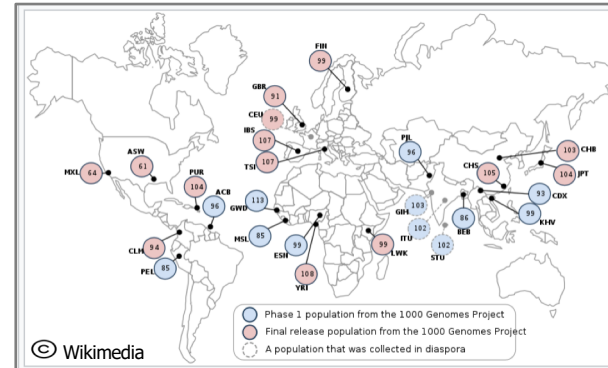 FIN
99
GBR
91
CEU
99
IBS
107
TSI
107
PJL
96
CHB
103
CHS
105
JPT
104
CDX
93
KHV
99
GIH
103
ITU
102
STU
102
BEB
86
MXL
64
ASW
61
PUR
104
ACB
96
GWD
113
MSL
85
ESN
99
YRI
108
LWK
99
CLM
94
PEL
85
Phase 1 population from the 1000 Genomes Project
Final release population from the 1000 Genomes Project
A population that was collected in diaspora
© Wikimedia